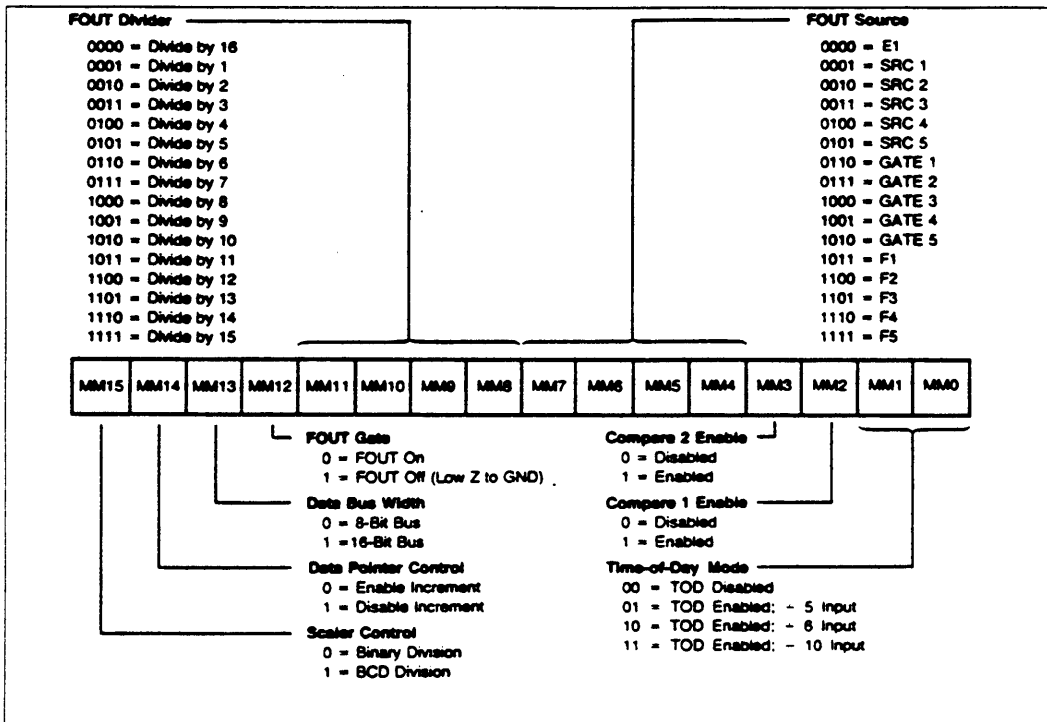 FOUT Divider
0000 = Divide by 16
0001 = Divide by 1
0010 = Divide by 2
0011 = Divide by 3
0100 = Divide by 4
0101 = Divide by 5
0110 = Divide by 6
0111 = Divide by 7
1000 = Divide by 8
1001 = Divide by 9
1010 = Divide by 10
1011 = Divide by 11
1100 = Divide by 12
1101 = Divide by 13
1110 = Divide by 14
1111 = Divide by 15
FOUT Source
0000 = E1
0001 = SRC 1
0010 = SRC 2
0011 = SRC 3
0100 = SRC 4
0101 = SRC 5
0110 = GATE 1
0111 = GATE 2
1000 = GATE 3
1001 = GATE 4
1010 = GATE 5
1011 = F1
1100 = F2
1101 = F3
1110 = F4
1111 = F5
MM15 MM14 MM13 MM12 MM11 MM10 MM9 MM8 MM7 MM6 MM5 MM4 MM3 MM2 MM1 MM0
FOUT Gate
0 = FOUT On
1 = FOUT Off (Low Z to GND)
Data Bus Width
0 = 8-Bit Bus
1 =16-Bit Bus
Data Pointer Control
0 = Enable Increment
1 = Disable Increment
Scaler Control
0 = Binary Division
1 = BCD Division
Compare 2 Enable
0 = Disabled
1 = Enabled
Compare 1 Enable
0 = Disabled
1 = Enabled
Time-of-Day Mode
00 = TOD Disabled
01 = TOD Enabled: ÷ 5 Input
10 = TOD Enabled: ÷ 6 Input
11 = TOD Enabled: ÷ 10 Input